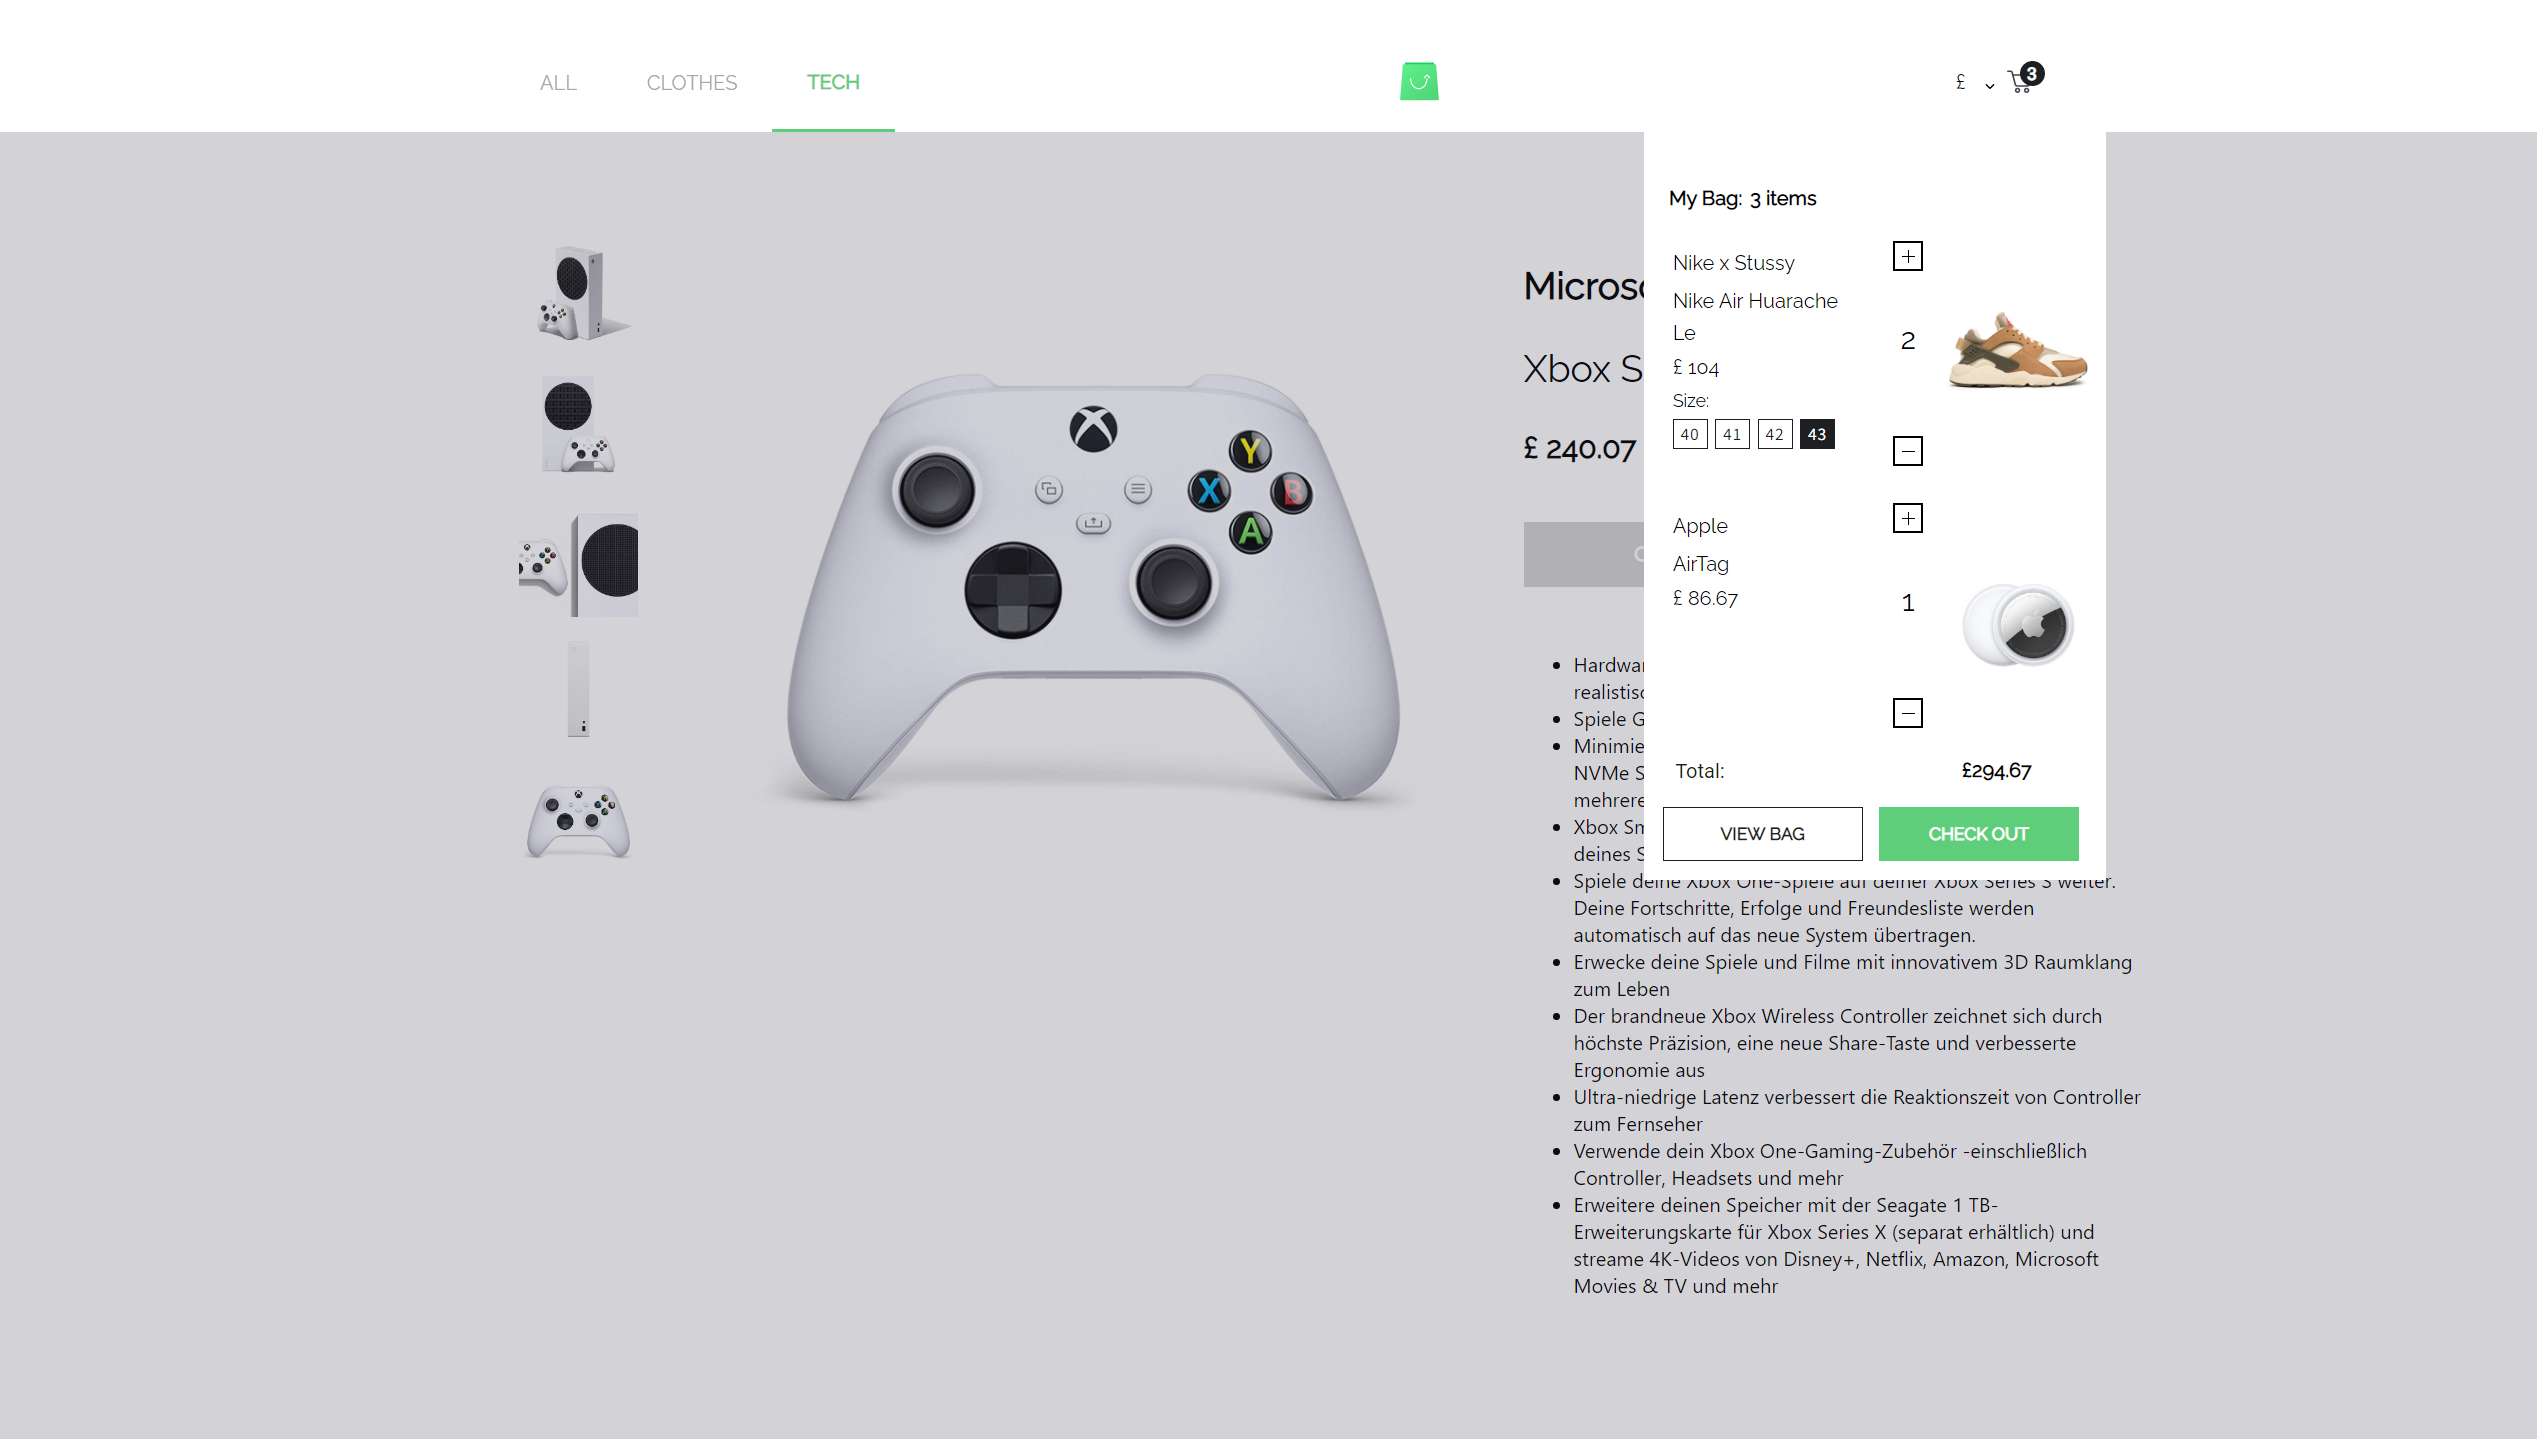 ALL CLOTHES TECH £ 3
My Bag: 3 items
Nike x Stussy
Nike Air Huarache
Le
£ 104
2
Size:
40 41 42 43
Apple
AirTag
£ 86.67
1
Total: £294.67
VIEW BAG CHECK OUT
Xbox S
£ 240.07
Y
X B
A
Spiele G
NVMe S
deines S
Spiele deine Xbox One-Spiele auf deiner Xbox Series S weiter.
Deine Fortschritte, Erfolge und Freundesliste werden
automatisch auf das neue System übertragen.
Erwecke deine Spiele und Filme mit innovativem 3D Raumklang
zum Leben
Der brandneue Xbox Wireless Controller zeichnet sich durch
höchste Präzision, eine neue Share-Taste und verbesserte
Ergonomie aus
Ultra-niedrige Latenz verbessert die Reaktionszeit von Controller
zum Fernseher
Verwende dein Xbox One-Gaming-Zubehör -einschließlich
Controller, Headsets und mehr
Erweitere deinen Speicher mit der Seagate 1 TB-
Erweiterungskarte für Xbox Series X (separat erhältlich) und
streame 4K-Videos von Disney+, Netflix, Amazon, Microsoft
Movies & TV und mehr